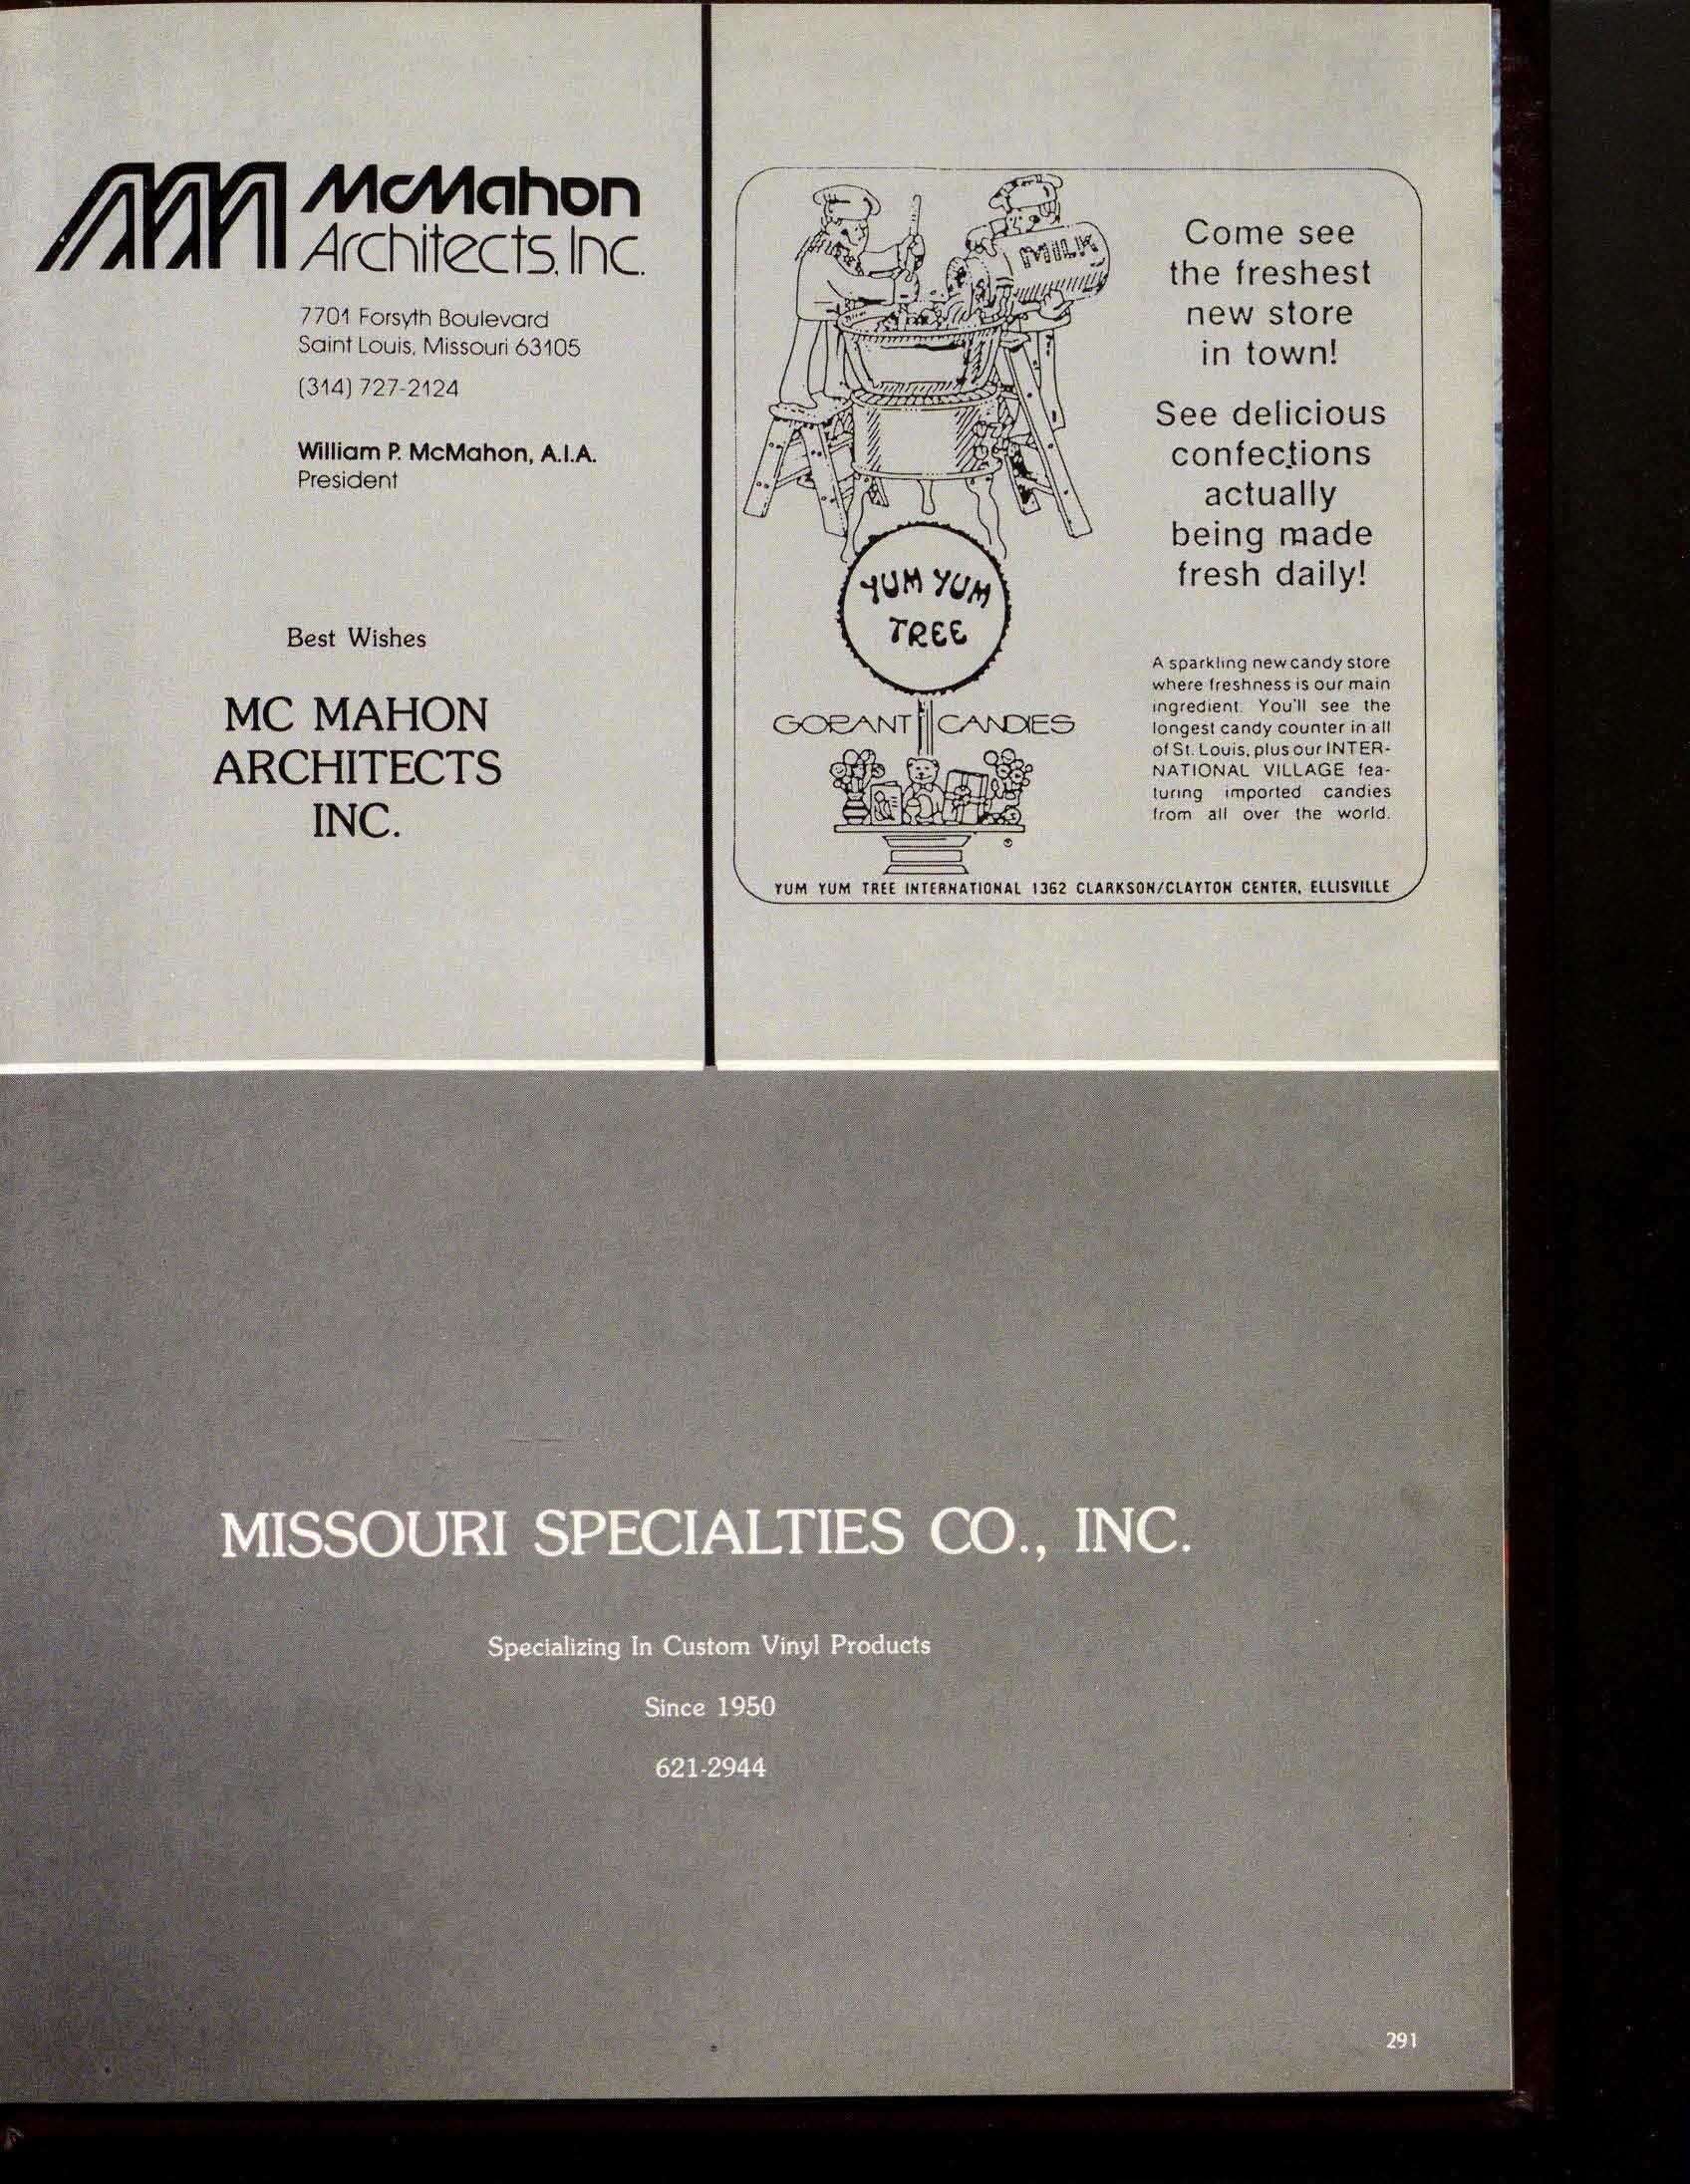 McMahon
Architects, Inc.
7701 Forsyth Boulevard
Saint Louis, Missouri 63105
(314) 727-2124
William P. McMahon, A.I.A.
President
Best Wishes
MC MAHON
ARCHITECTS
INC.
MILK
YUM YUM
TREE
GORANT CANDIES
Come see
the freshest
new store
in town!
See delicious
confections
actually
being made
fresh daily!
A sparkling new candy store
where freshness is our main
ingredient. You'll see the
longest candy counter in all
of St. Louis, plus our INTER-
NATIONAL VILLAGE fea-
turing imported candies
from all over the world.
YUM YUM TREE INTERNATIONAL 1362 CLARKSON/CLAYTON CENTER, ELLISVILLE
MISSOURI SPECIALTIES CO., INC.
Specializing In Custom Vinyl Products
Since 1950
621-2944
291